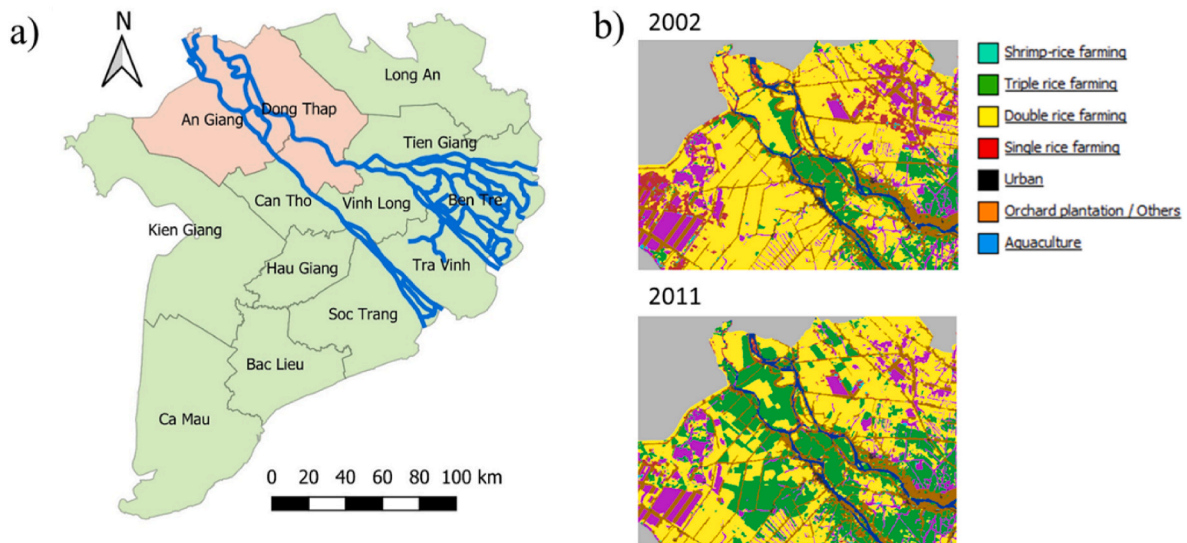 a)
N
Long An
Dong Thap
An Giang
Tien Giang
Can Tho
Vinh Long
Ben Tre
Kien Giang
Hau Giang
Tra Vinh
Soc Trang
Bac Lieu
Ca Mau
0 20 40 60 80 100 km
b)
2002
Shrimp-rice farming
Triple rice farming
Double rice farming
Single rice farming
Urban
Orchard plantation / Others
Aquaculture
2011